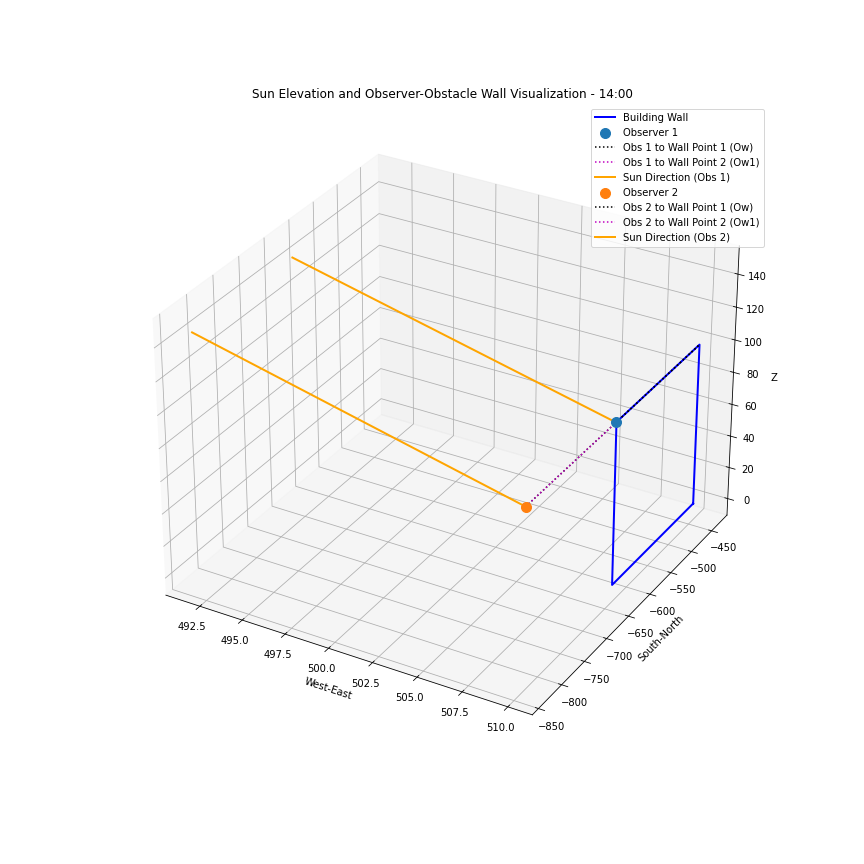 Sun Elevation and Observer-Obstacle Wall Visualization - 14:00
Building Wall
Observer 1
Obs 1 to Wall Point 1 (Ow)
Obs 1 to Wall Point 2 (Ow1)
Sun Direction (Obs 1)
Observer 2
Obs 2 to Wall Point 1 (Ow)
Obs 2 to Wall Point 2 (Ow1)
Sun Direction (Obs 2)
140
120
100
80
60
40
20
0
Z
−450
−500
−550
−600
−650
−700
−750
−800
−850
South-North
492.5
495.0
497.5
500.0
502.5
505.0
507.5
510.0
West-East